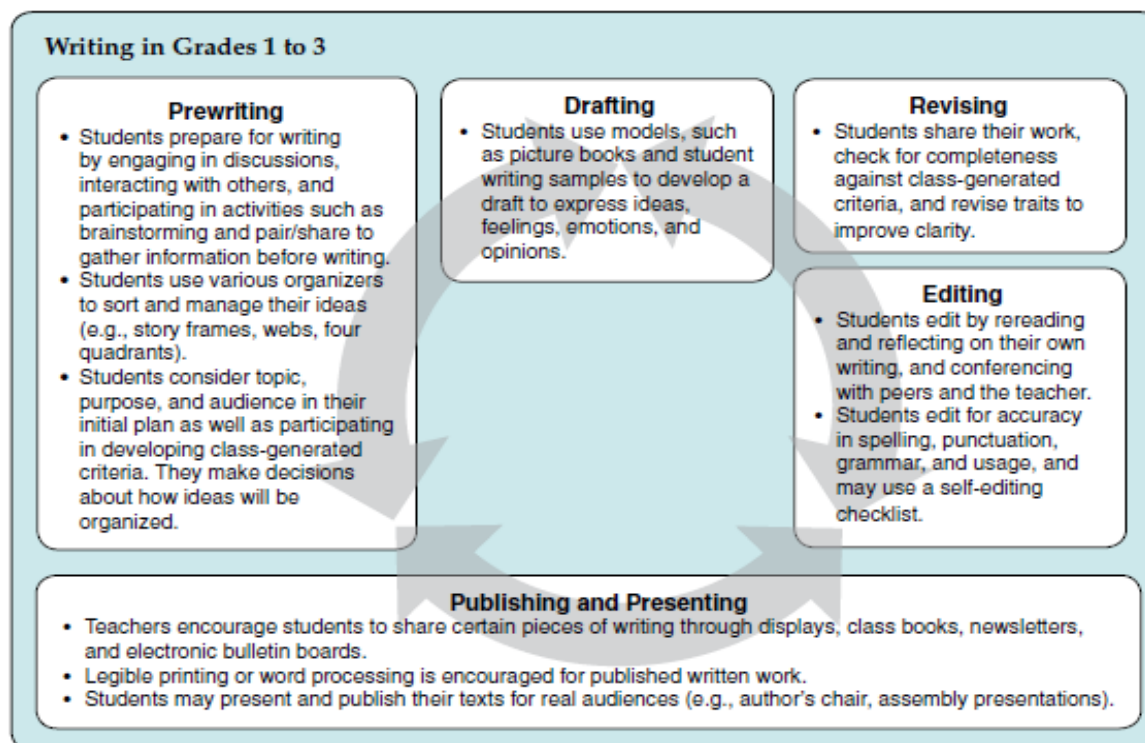 Writing in Grades 1 to 3
Prewriting
• Students prepare for writing
by engaging in discussions,
interacting with others, and
participating in activities such as
brainstorming and pair/share to
gather information before writing.
• Students use various organizers
to sort and manage their ideas
(e.g., story frames, webs, four
quadrants).
• Students consider topic,
purpose, and audience in their
initial plan as well as participating
in developing class-generated
criteria. They make decisions
about how ideas will be
organized.
Drafting
• Students use models, such
as picture books and student
writing samples to develop a
draft to express ideas,
feelings, emotions, and
opinions.
Revising
• Students share their work,
check for completeness
against class-generated
criteria, and revise traits to
improve clarity.
Editing
• Students edit by rereading
and reflecting on their own
writing, and conferencing
with peers and the teacher.
• Students edit for accuracy
in spelling, punctuation,
grammar, and usage, and
may use a self-editing
checklist.
Publishing and Presenting
• Teachers encourage students to share certain pieces of writing through displays, class books, newsletters,
and electronic bulletin boards.
• Legible printing or word processing is encouraged for published written work.
• Students may present and publish their texts for real audiences (e.g., author's chair, assembly presentations).